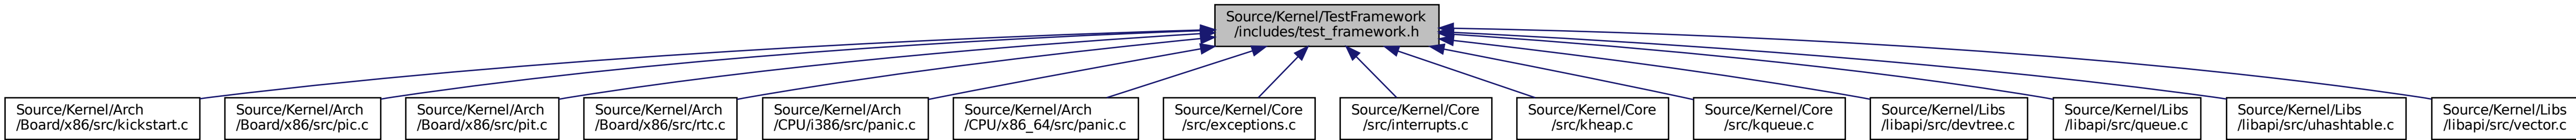 Source/Kernel/TestFramework
/includes/test_framework.h
Source/Kernel/Arch
/Board/x86/src/kickstart.c
Source/Kernel/Arch
/Board/x86/src/pic.c
Source/Kernel/Arch
/Board/x86/src/pit.c
Source/Kernel/Arch
/Board/x86/src/rtc.c
Source/Kernel/Arch
/CPU/i386/src/panic.c
Source/Kernel/Arch
/CPU/x86_64/src/panic.c
Source/Kernel/Core
/src/exceptions.c
Source/Kernel/Core
/src/interrupts.c
Source/Kernel/Core
/src/kheap.c
Source/Kernel/Core
/src/kqueue.c
Source/Kernel/Libs
/libapi/src/devtree.c
Source/Kernel/Libs
/libapi/src/queue.c
Source/Kernel/Libs
/libapi/src/uhashtable.c
Source/Kernel/Libs
/libapi/src/vector.c